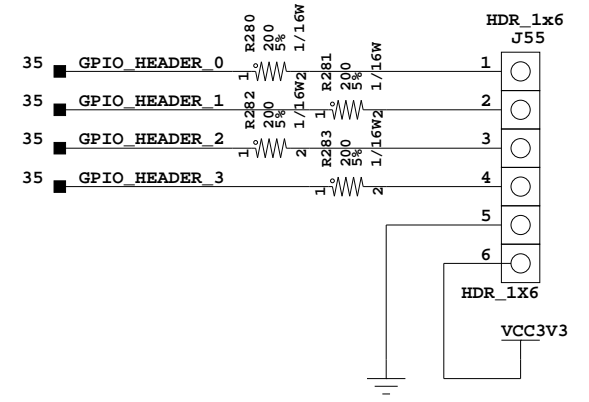 HDR_1x6
J55
R280
200
5%
1/16W
R281
200
5%
1/16W
35 GPIO_HEADER_0 1 2 1
35 GPIO_HEADER_1 1 2 2
R282
200
5%
1/16W
R283
200
5%
1/16W
35 GPIO_HEADER_2 1 2 3
35 GPIO_HEADER_3 1 2 4
5
6
HDR_1X6
VCC3V3